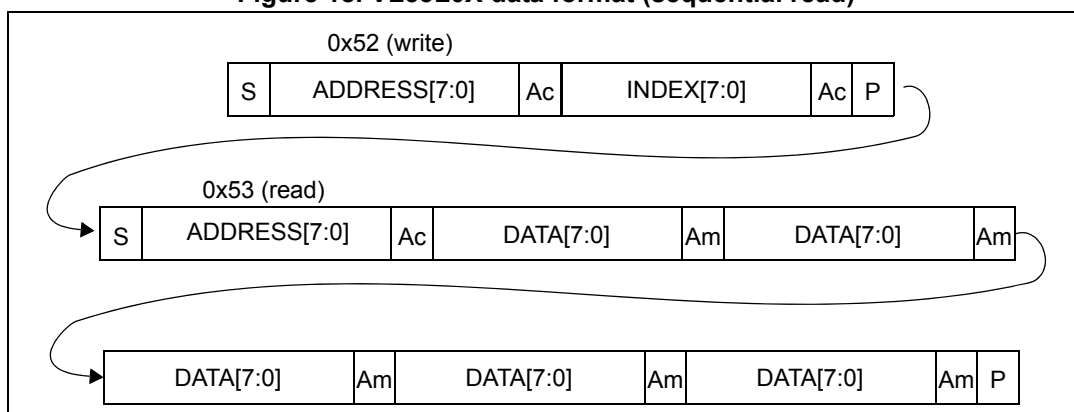 0x52 (write)
S ADDRESS[7:0] Ac INDEX[7:0] Ac P
0x53 (read)
S ADDRESS[7:0] Ac DATA[7:0] Am DATA[7:0] Am
DATA[7:0] Am DATA[7:0] Am DATA[7:0] Am P